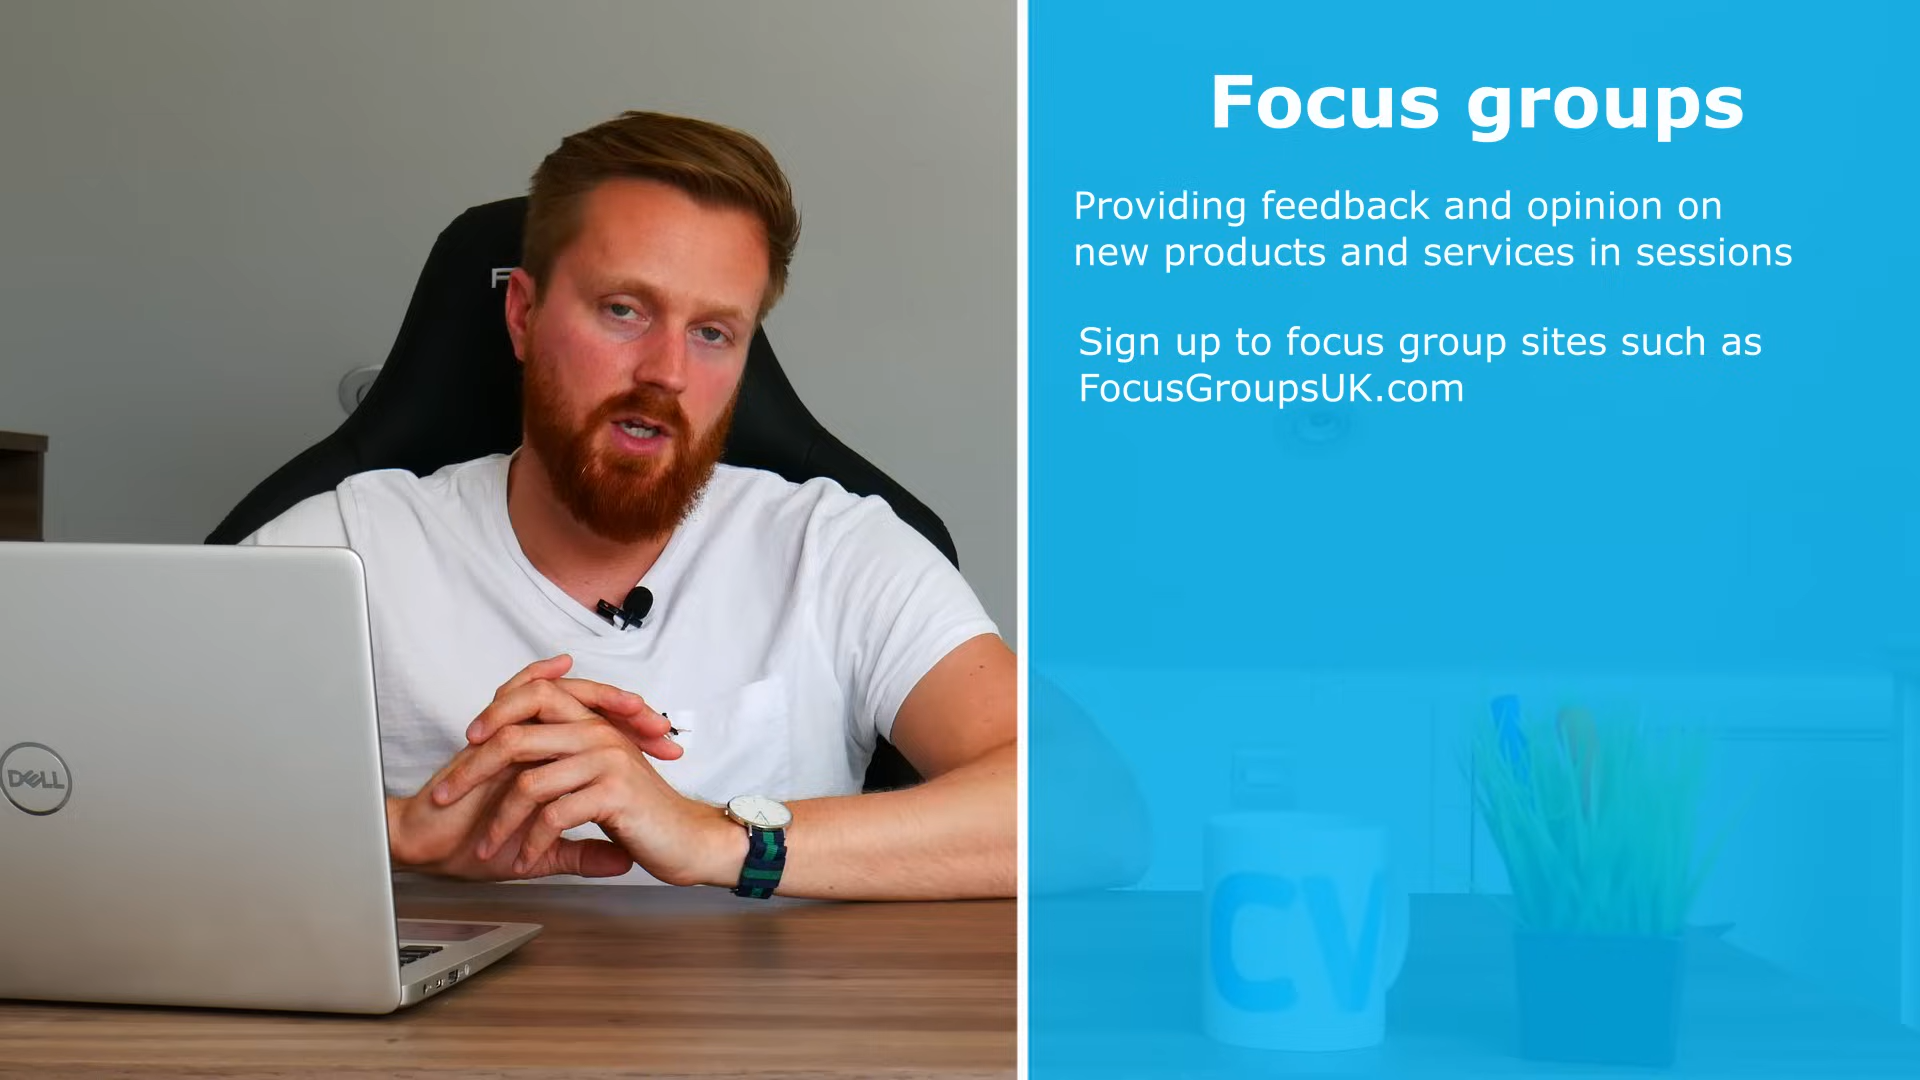 Focus groups
Providing feedback and opinion on
new products and services in sessions
Sign up to focus group sites such as
FocusGroupsUK.com
DELL
CV